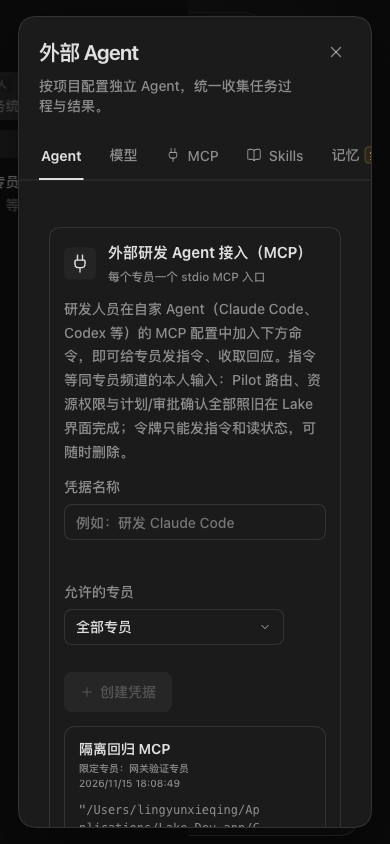 外部 Agent
按项目配置独立 Agent，统一收集任务过
程与结果。
Agent 模型 MCP Skills 记忆
外部研发 Agent 接入（MCP）
每个专员一个 stdio MCP 入口
研发人员在自家 Agent（Claude Code、
Codex 等）的 MCP 配置中加入下方命
令，即可给专员发指令、收取回应。指令
等同专员频道的本人输入：Pilot 路由、资
源权限与计划/审批确认全部照旧在 Lake
界面完成；令牌只能发指令和读状态，可
随时删除。
凭据名称
例如：研发 Claude Code
允许的专员
全部专员
+ 创建凭据
隔离回归 MCP
限定专员：网关验证专员
2026/11/15 18:08:49
"/Users/lingyunxieqing/Ap